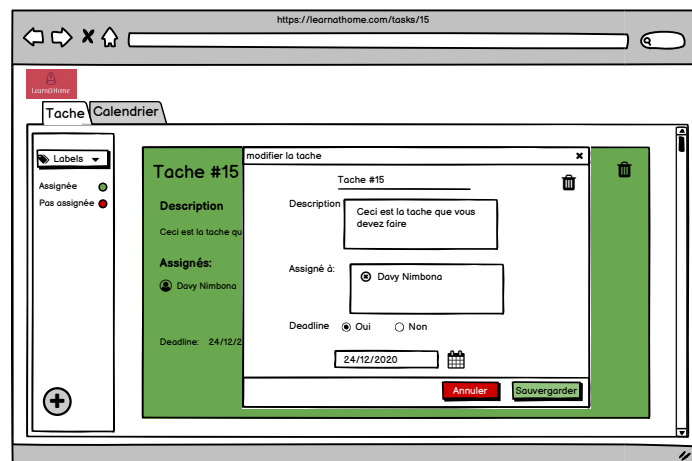 https://learnathome.com/tasks/15
Learn@Home
Tache
Calendrier
Labels
Assignée
Pas assignée
Tache #15
Description
Ceci est la tache qu
Assignés:
Davy Nimbona
Deadline: 24/12/2
modifier la tache
Tache #15
Description
Ceci est la tache que vous
devez faire
Assigné à:
Davy Nimbona
Deadline
Oui
Non
24/12/2020
Annuler
Sauvergarder